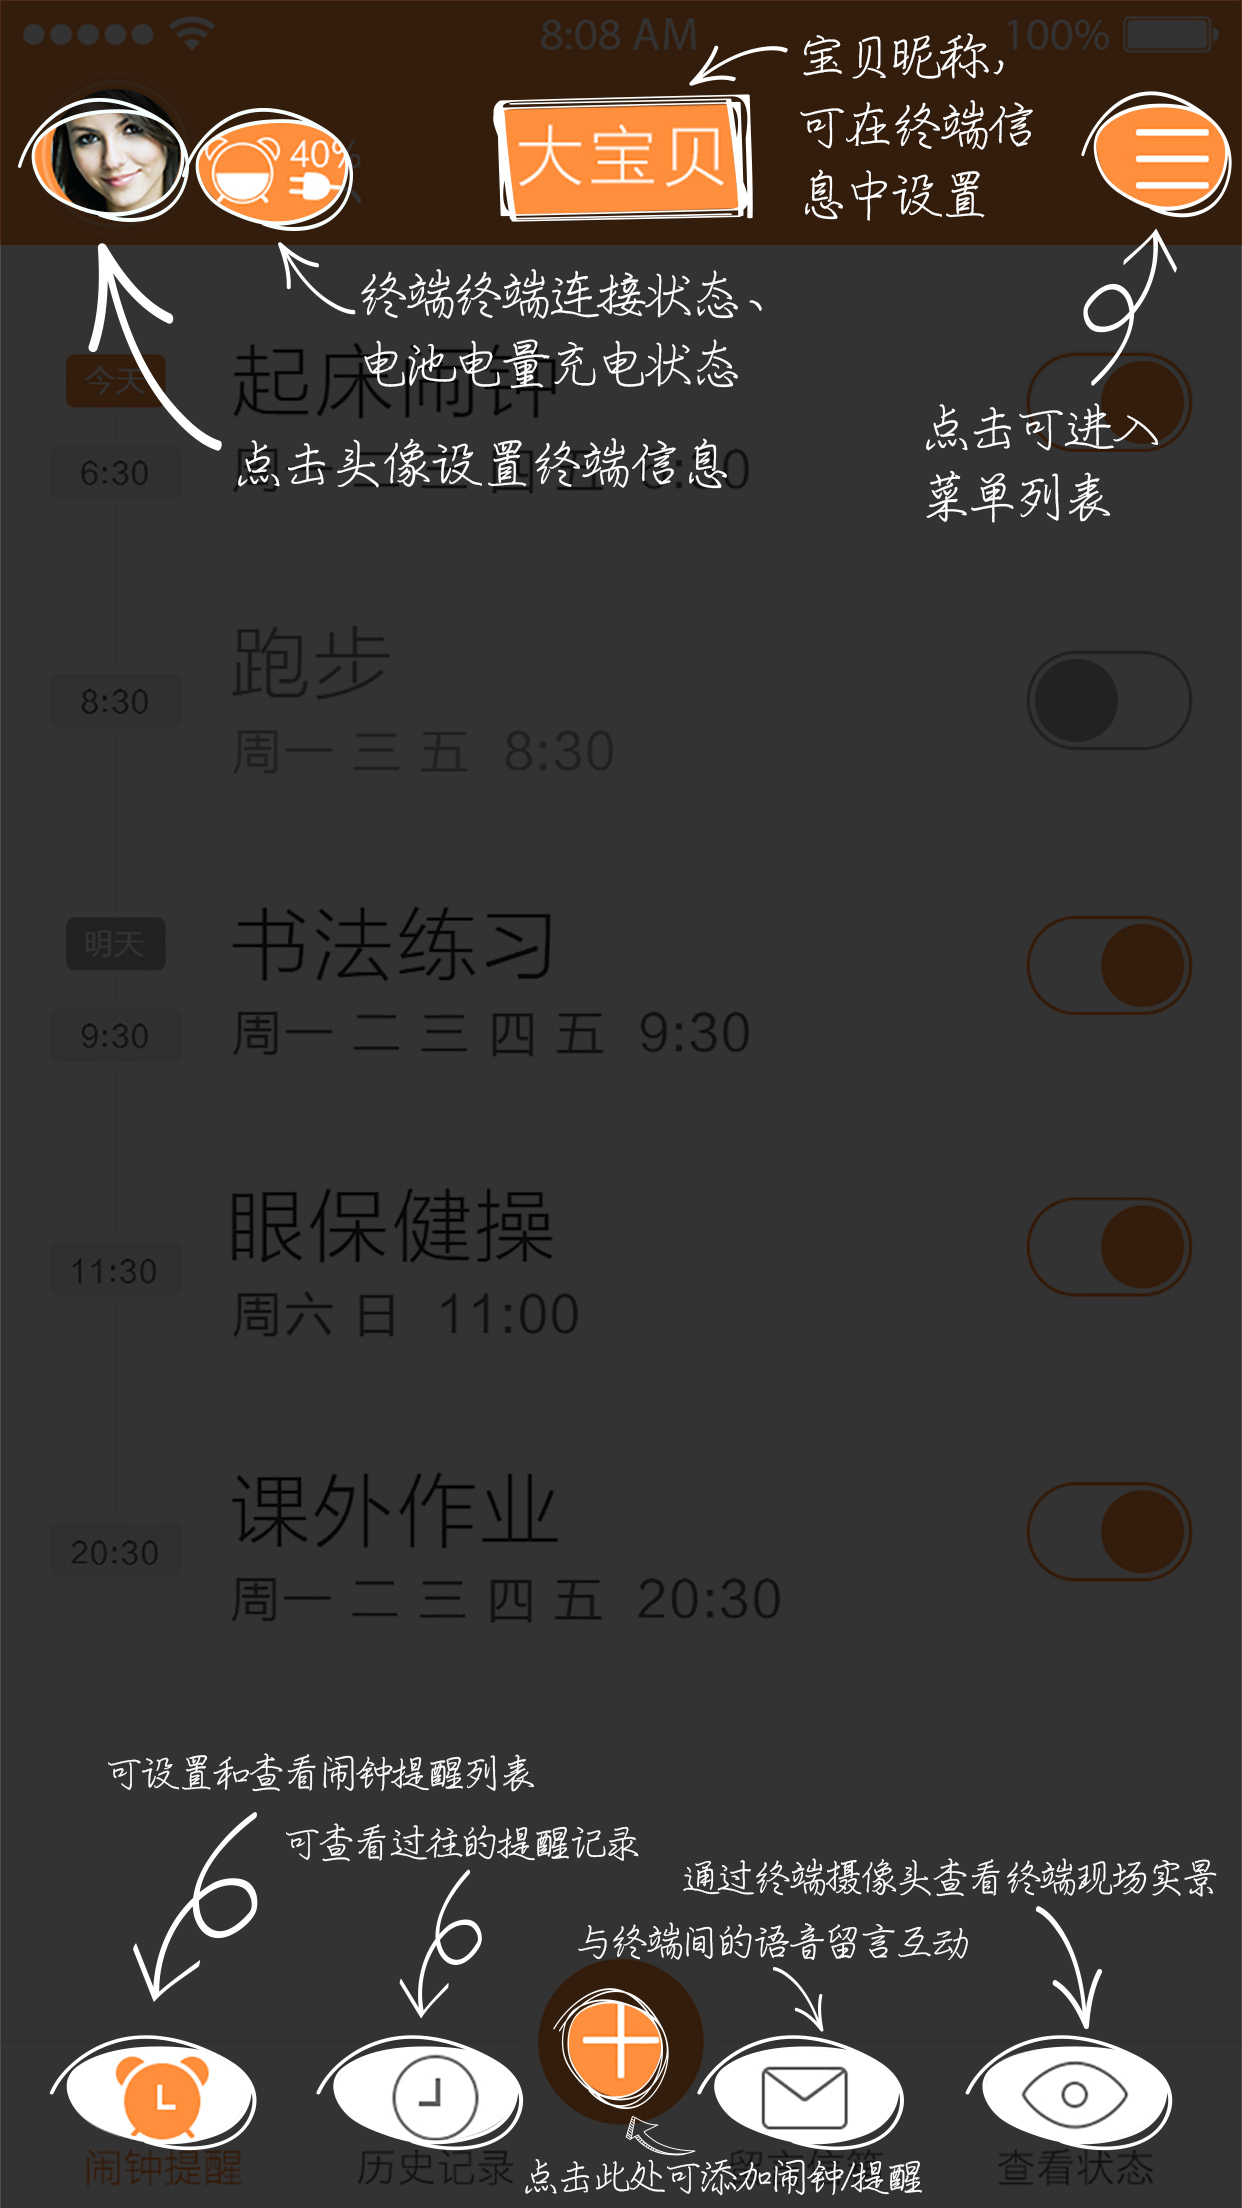 8:08 AM
100%
40%
大宝贝
宝贝昵称,
可在终端信
息中设置
终端终端连接状态、
电池电量充电状态
点击头像设置终端信息
点击可进入
菜单列表
今天
起床闹钟
6:30
周一 二 三 四 五 6:30
跑步
8:30
周一 三 五 8:30
明天
书法练习
9:30
周一 二 三 四 五 9:30
眼保健操
11:30
周六 日 11:00
课外作业
20:30
周一 二 三 四 五 20:30
可设置和查看闹钟提醒列表
可查看过往的提醒记录
通过终端摄像头查看终端现场实景
与终端间的语音留言互动
闹钟提醒
历史记录
点击此处可添加闹钟/提醒
查看状态